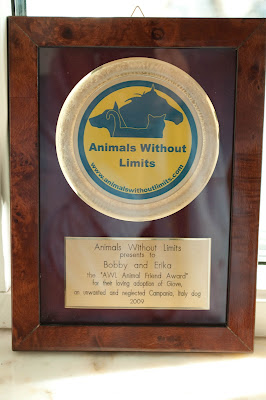 Animals Without
Limits
www.animalswithoutlimits.com
Animals Without Limits
presents to
Bobby and Erika
the "AWL Animal Friend Award"
for their loving adoption of Giove,
an unwanted and neglected Campania, Italy dog
2009